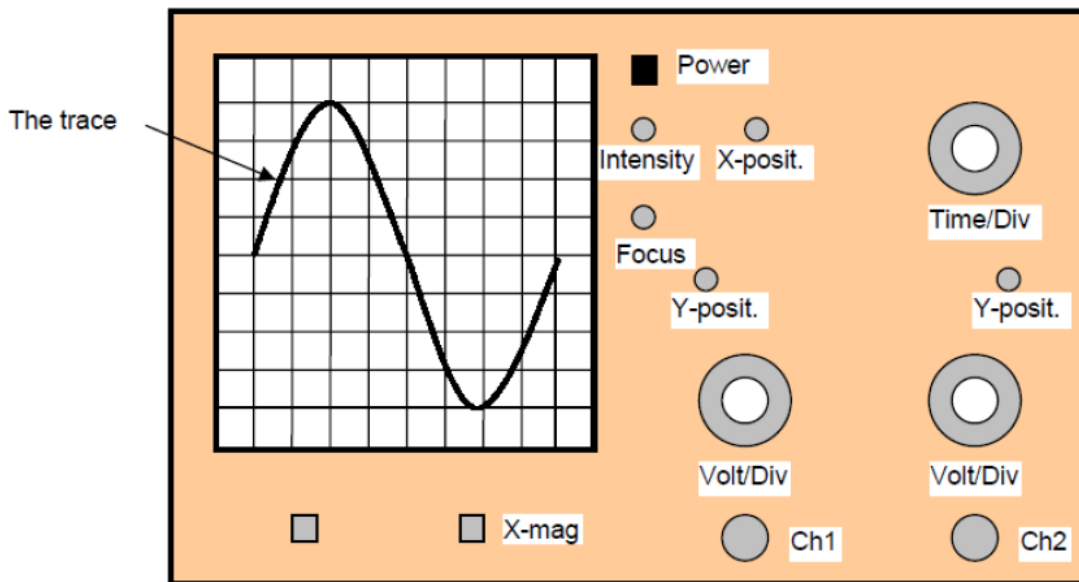 The trace
Power
Intensity
X-posit.
Time/Div
Focus
Y-posit.
Y-posit.
Volt/Div
Volt/Div
X-mag
Ch1
Ch2